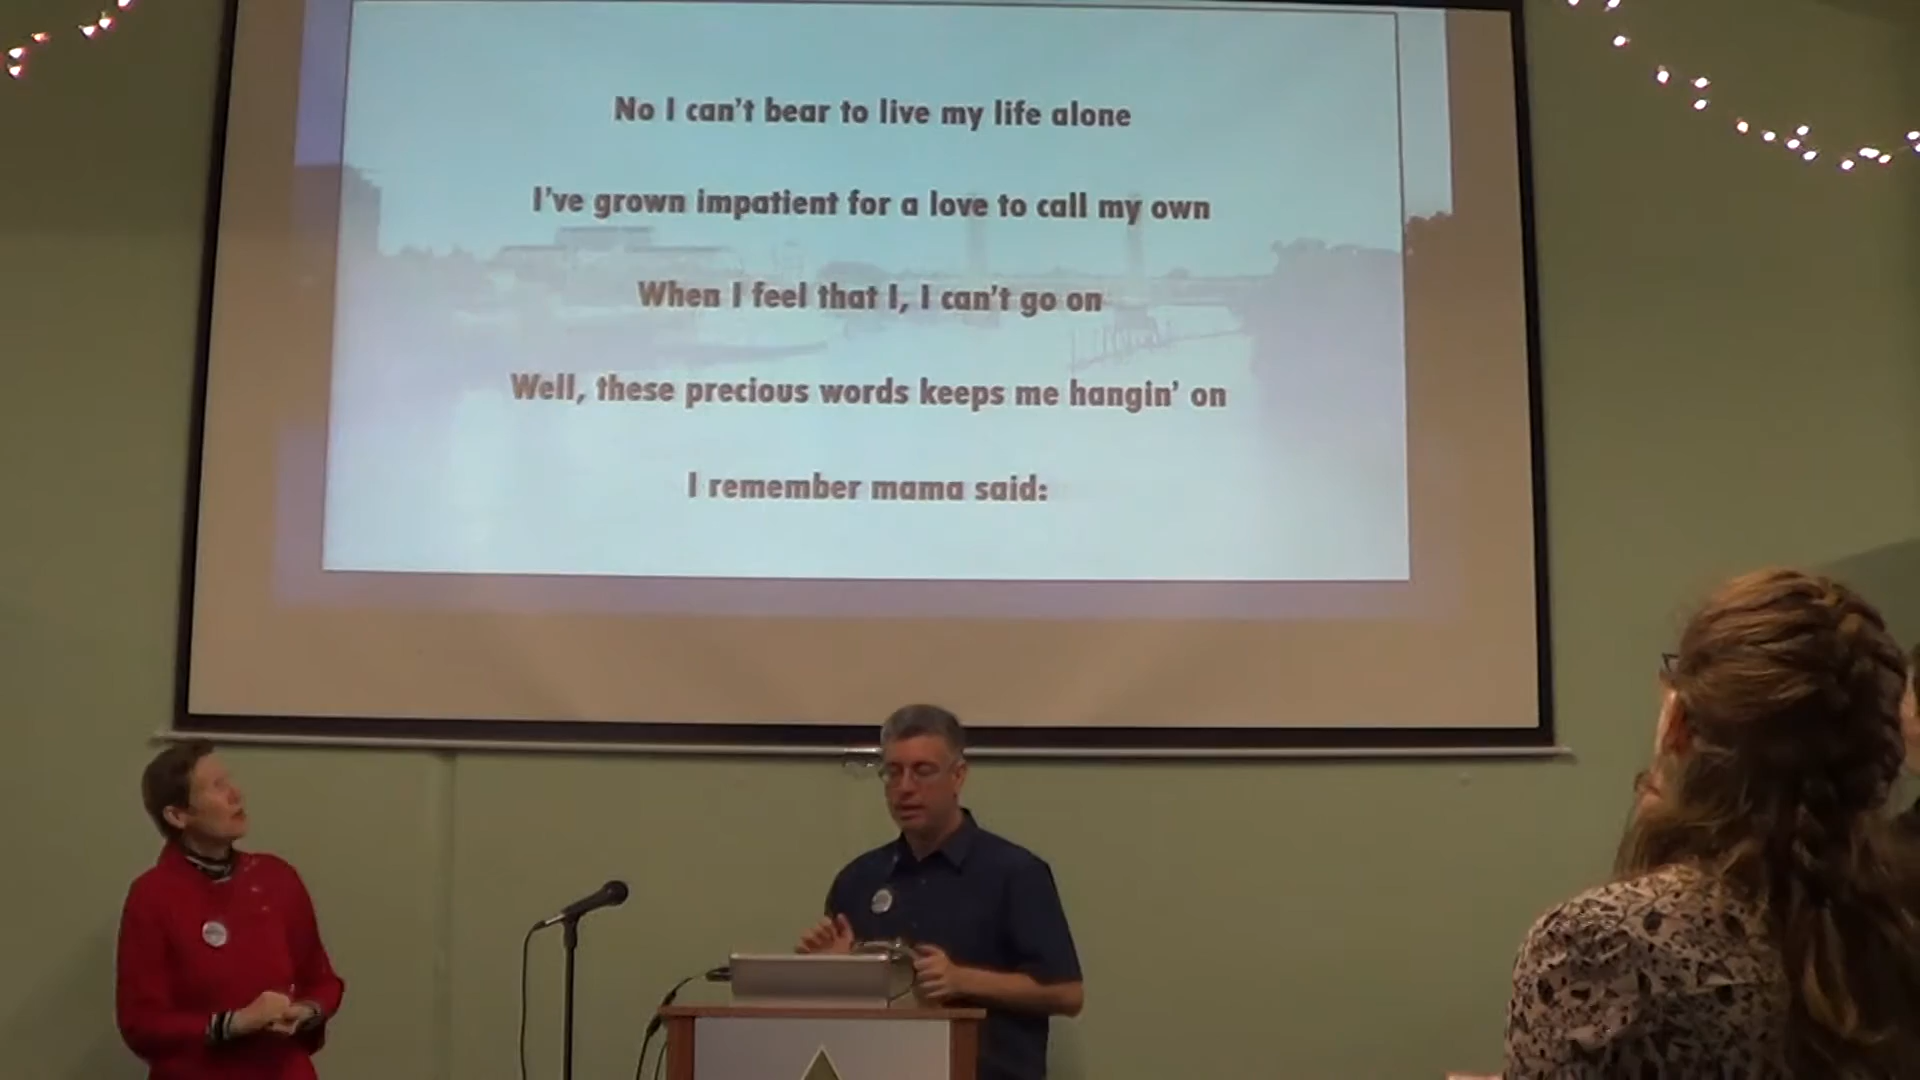 No I can't bear to live my life alone
I've grown impatient for a love to call my own
When I feel that I, I can't go on
Well, these precious words keeps me hangin' on
I remember mama said: